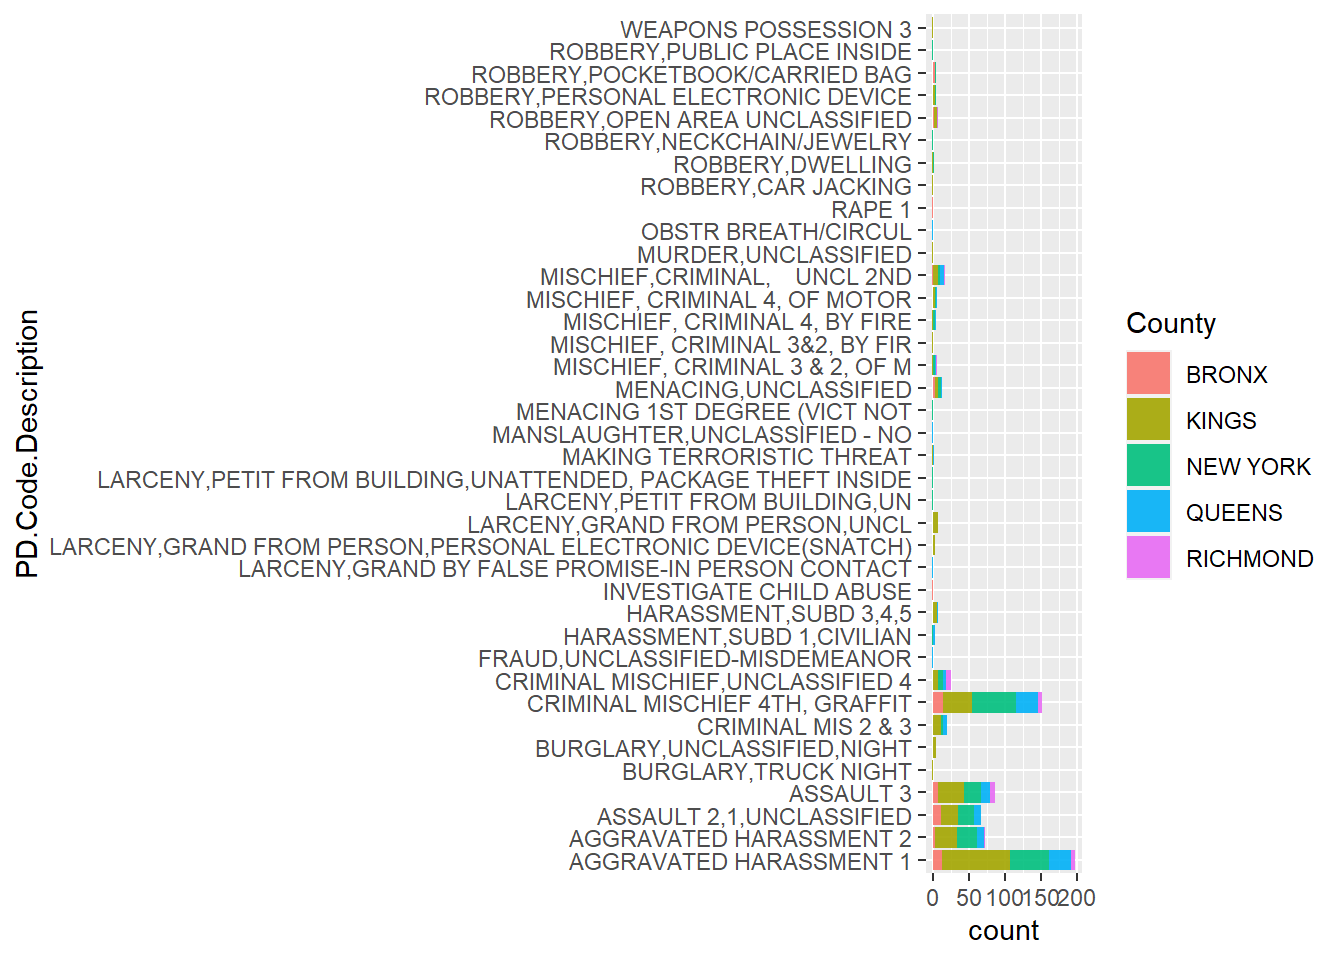 WEAPONS POSSESSION 3
ROBBERY,PUBLIC PLACE INSIDE
ROBBERY,POCKETBOOK/CARRIED BAG
ROBBERY,PERSONAL ELECTRONIC DEVICE
ROBBERY,OPEN AREA UNCLASSIFIED
ROBBERY,NECKCHAIN/JEWELRY
ROBBERY,DWELLING
ROBBERY,CAR JACKING
RAPE 1
OBSTR BREATH/CIRCUL
MURDER,UNCLASSIFIED
MISCHIEF,CRIMINAL,    UNCL 2ND
MISCHIEF, CRIMINAL 4, OF MOTOR
MISCHIEF, CRIMINAL 4, BY FIRE
MISCHIEF, CRIMINAL 3&2, BY FIR
MISCHIEF, CRIMINAL 3 & 2, OF M
MENACING,UNCLASSIFIED
MENACING 1ST DEGREE (VICT NOT
MANSLAUGHTER,UNCLASSIFIED - NO
MAKING TERRORISTIC THREAT
LARCENY,PETIT FROM BUILDING,UNATTENDED, PACKAGE THEFT INSIDE
LARCENY,PETIT FROM BUILDING,UN
LARCENY,GRAND FROM PERSON,UNCL
LARCENY,GRAND FROM PERSON,PERSONAL ELECTRONIC DEVICE(SNATCH)
LARCENY,GRAND BY FALSE PROMISE-IN PERSON CONTACT
INVESTIGATE CHILD ABUSE
HARASSMENT,SUBD 3,4,5
HARASSMENT,SUBD 1,CIVILIAN
FRAUD,UNCLASSIFIED-MISDEMEANOR
CRIMINAL MISCHIEF,UNCLASSIFIED 4
CRIMINAL MISCHIEF 4TH, GRAFFIT
CRIMINAL MIS 2 & 3
BURGLARY,UNCLASSIFIED,NIGHT
BURGLARY,TRUCK NIGHT
ASSAULT 3
ASSAULT 2,1,UNCLASSIFIED
AGGRAVATED HARASSMENT 2
AGGRAVATED HARASSMENT 1
PD.Code.Description
0 50 100 150 200
count
County
BRONX
KINGS
NEW YORK
QUEENS
RICHMOND